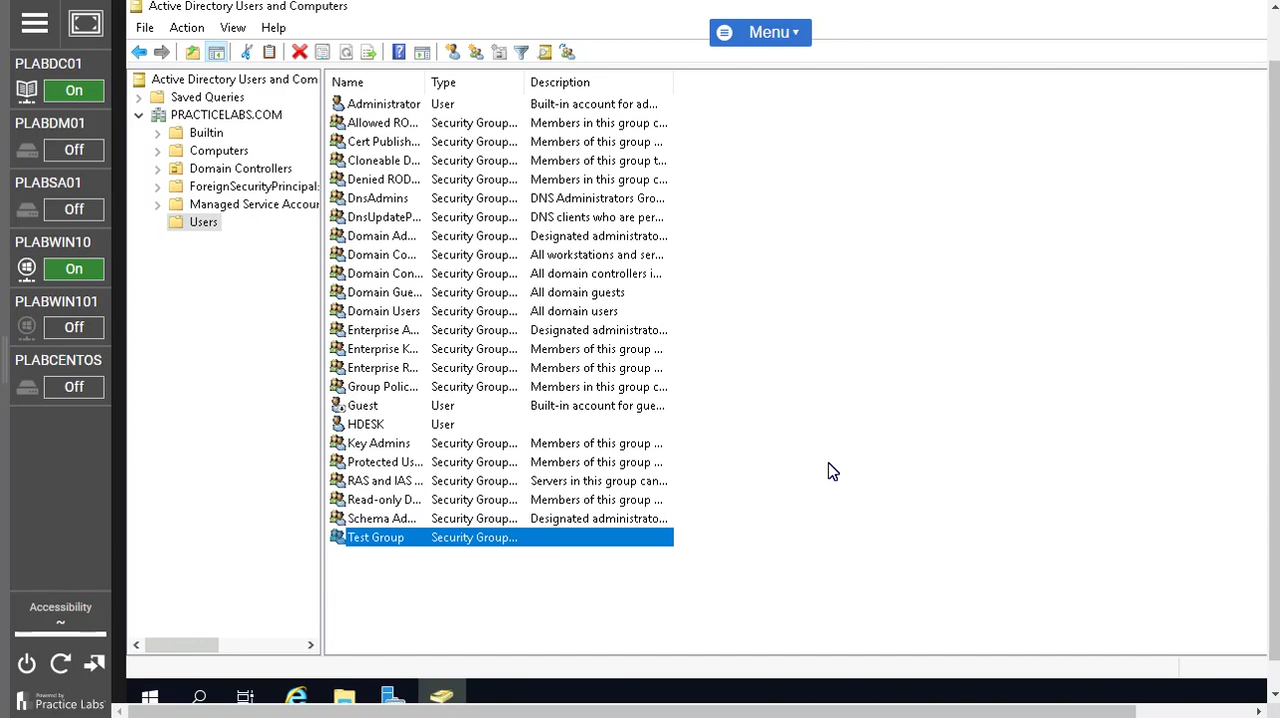 Active Directory Users and Computers
File Action View Help
Menu
PLABDC01
On
PLABDM01
Off
PLABSA01
Off
PLABWIN10
On
PLABWIN101
Off
PLABCENTOS
Off
Accessibility
~
Powered by
Practice Labs
Active Directory Users and Com
Saved Queries
PRACTICELABS.COM
Builtin
Computers
Domain Controllers
ForeignSecurityPrincipal:
Managed Service Accour
Users
Name Type Description
Administrator User Built-in account for ad...
Allowed RO... Security Group... Members in this group c...
Cert Publish... Security Group... Members of this group ...
Cloneable D... Security Group... Members of this group t...
Denied ROD... Security Group... Members in this group c...
DnsAdmins Security Group... DNS Administrators Gro...
DnsUpdateP... Security Group... DNS clients who are per...
Domain Ad... Security Group... Designated administrato...
Domain Co... Security Group... All workstations and ser...
Domain Con... Security Group... All domain controllers i...
Domain Gue... Security Group... All domain guests
Domain Users Security Group... All domain users
Enterprise A... Security Group... Designated administrato...
Enterprise K... Security Group... Members of this group ...
Enterprise R... Security Group... Members of this group ...
Group Polic... Security Group... Members in this group c...
Guest User Built-in account for gue...
HDESK User
Key Admins Security Group... Members of this group ...
Protected Us... Security Group... Members of this group ...
RAS and IAS ... Security Group... Servers in this group can...
Read-only D... Security Group... Members of this group ...
Schema Ad... Security Group... Designated administrato...
Test Group Security Group...